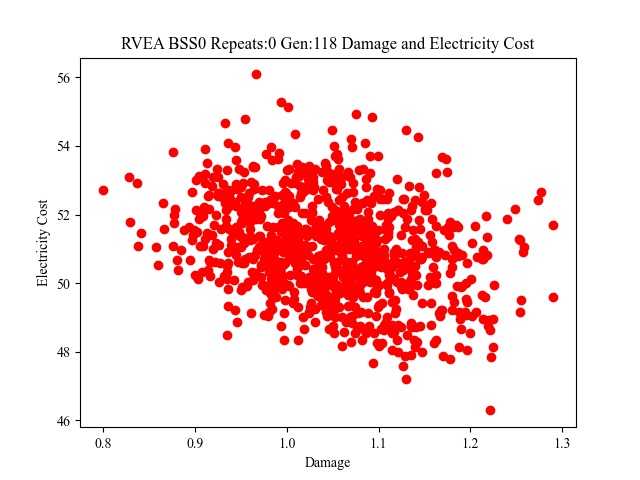 RVEA BSS0 Repeats:0 Gen:118 Damage and Electricity Cost
56
54
52
50
48
46
Electricity Cost
0.8 0.9 1.0 1.1 1.2 1.3
Damage